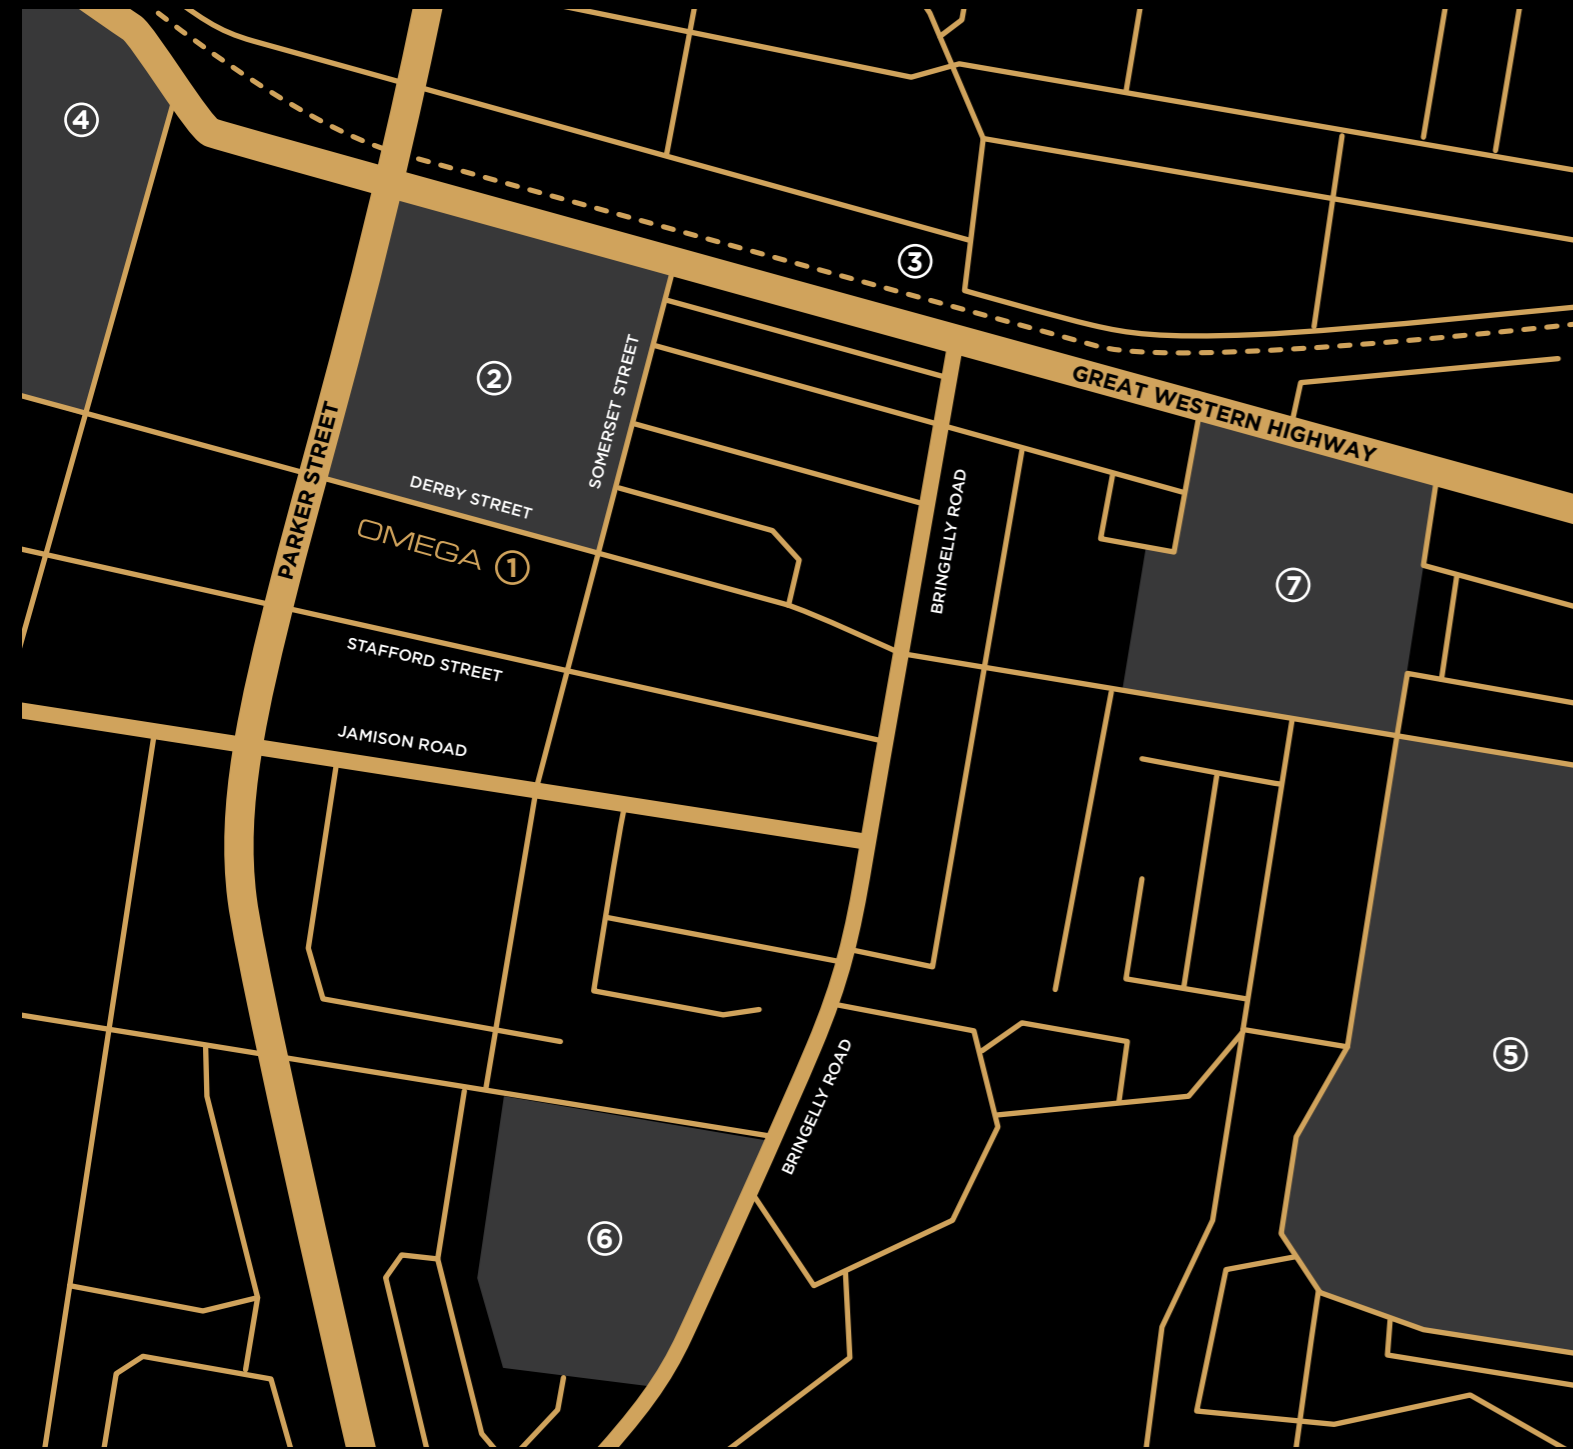 ④
③
②
SOMERSET STREET
GREAT WESTERN HIGHWAY
PARKER STREET
DERBY STREET
OMEGA ①
BRINGELLY ROAD
⑦
STAFFORD STREET
JAMISON ROAD
⑤
BRINGELLY ROAD
⑥